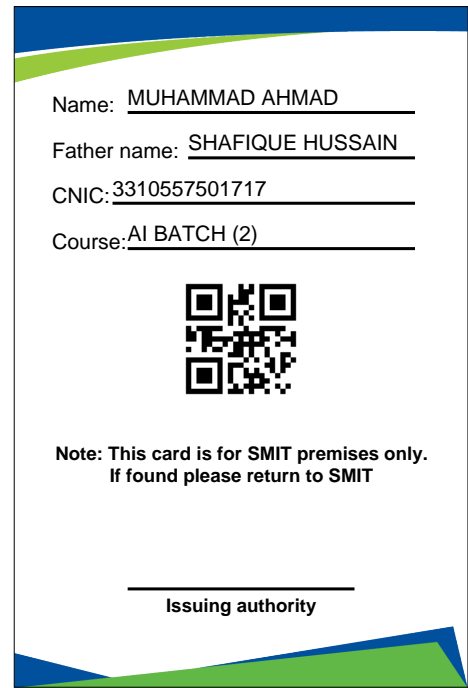 Name: MUHAMMAD AHMAD
Father name: SHAFIQUE HUSSAIN
CNIC: 3310557501717
Course: AI BATCH (2)
Note: This card is for SMIT premises only.
If found please return to SMIT
Issuing authority